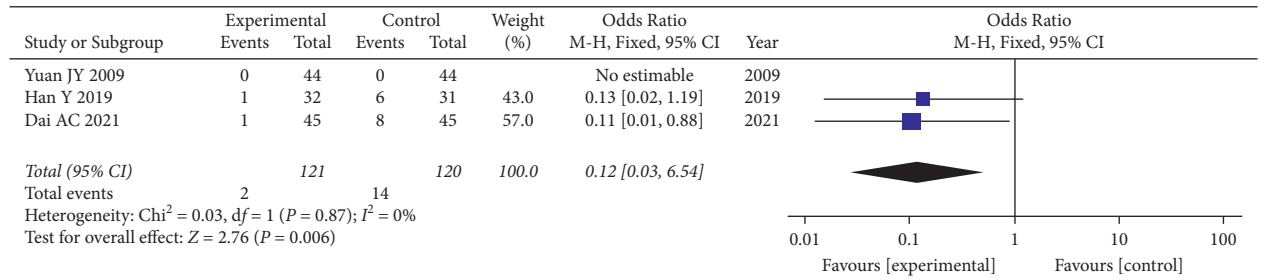 Experimental Control Weight Odds Ratio Odds Ratio
Study or Subgroup Events Total Events Total (%) M-H, Fixed, 95% CI Year M-H, Fixed, 95% CI
Yuan JY 2009 0 44 0 44 No estimable 2009
Han Y 2019 1 32 6 31 43.0 0.13 [0.02, 1.19] 2019
Dai AC 2021 1 45 8 45 57.0 0.11 [0.01, 0.88] 2021
Total (95% CI) 121 120 100.0 0.12 [0.03, 6.54]
Total events 2 14
Heterogeneity: Chi² = 0.03, df = 1 (P = 0.87); I² = 0%
Test for overall effect: Z = 2.76 (P = 0.006)
0.01 0.1 1 10 100
Favours [experimental] Favours [control]